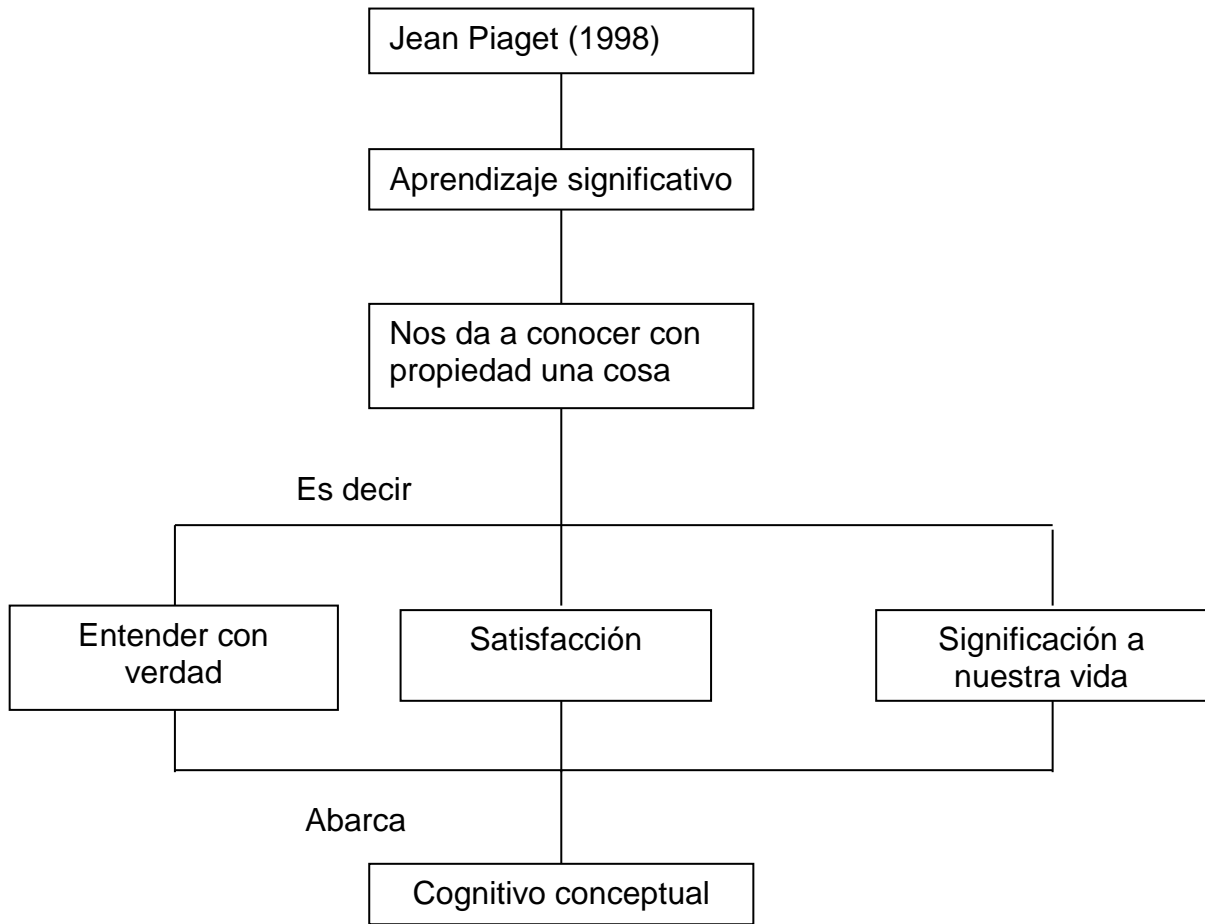 Jean Piaget (1998)
Aprendizaje significativo
Nos da a conocer con
propiedad una cosa
Es decir
Entender con
verdad
Satisfacción
Significación a
nuestra vida
Abarca
Cognitivo conceptual